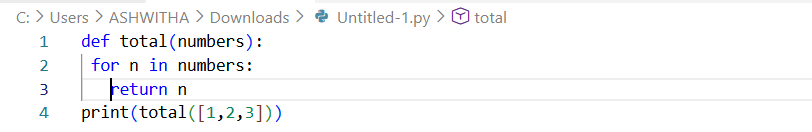 C: > Users > ASHWITHA > Downloads > Untitled-1.py > total
1 def total(numbers):
2  for n in numbers:
3   return n
4 print(total([1,2,3]))